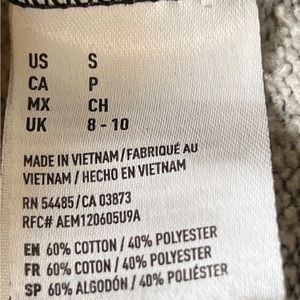 US S
CA P
MX CH
UK 8 - 10
MADE IN VIETNAM / FABRIQUÉ AU
VIETNAM / HECHO EN VIETNAM
RN 54485 / CA 03873
RFC# AEM120605U9A
EN 60% COTTON / 40% POLYESTER
FR 60% COTON / 40% POLYESTER
SP 60% ALGODÓN / 40% POLIÉSTER